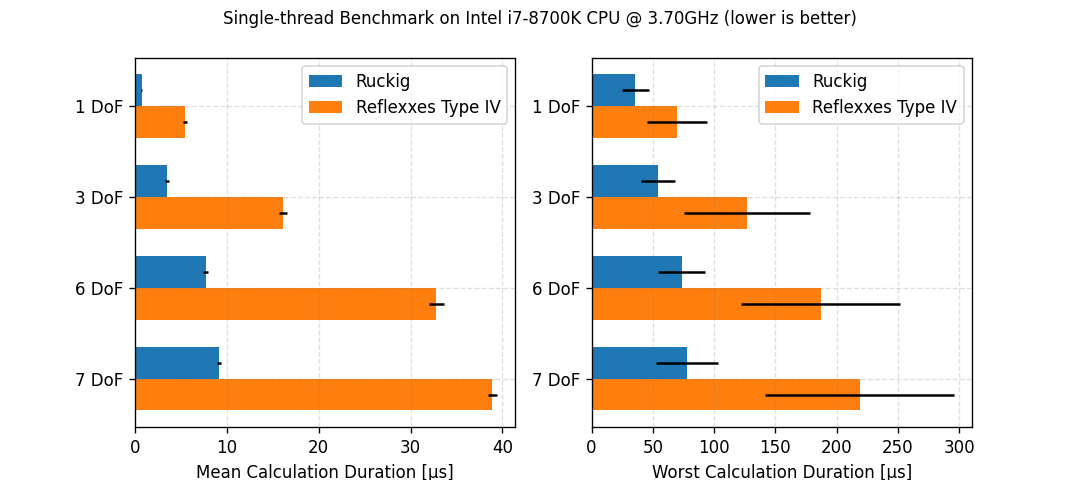 Single-thread Benchmark on Intel i7-8700K CPU @ 3.70GHz (lower is better)
Ruckig
Reflexxes Type IV
1 DoF
3 DoF
6 DoF
7 DoF
0 10 20 30 40
Mean Calculation Duration [µs]
Ruckig
Reflexxes Type IV
1 DoF
3 DoF
6 DoF
7 DoF
0 50 100 150 200 250 300
Worst Calculation Duration [µs]